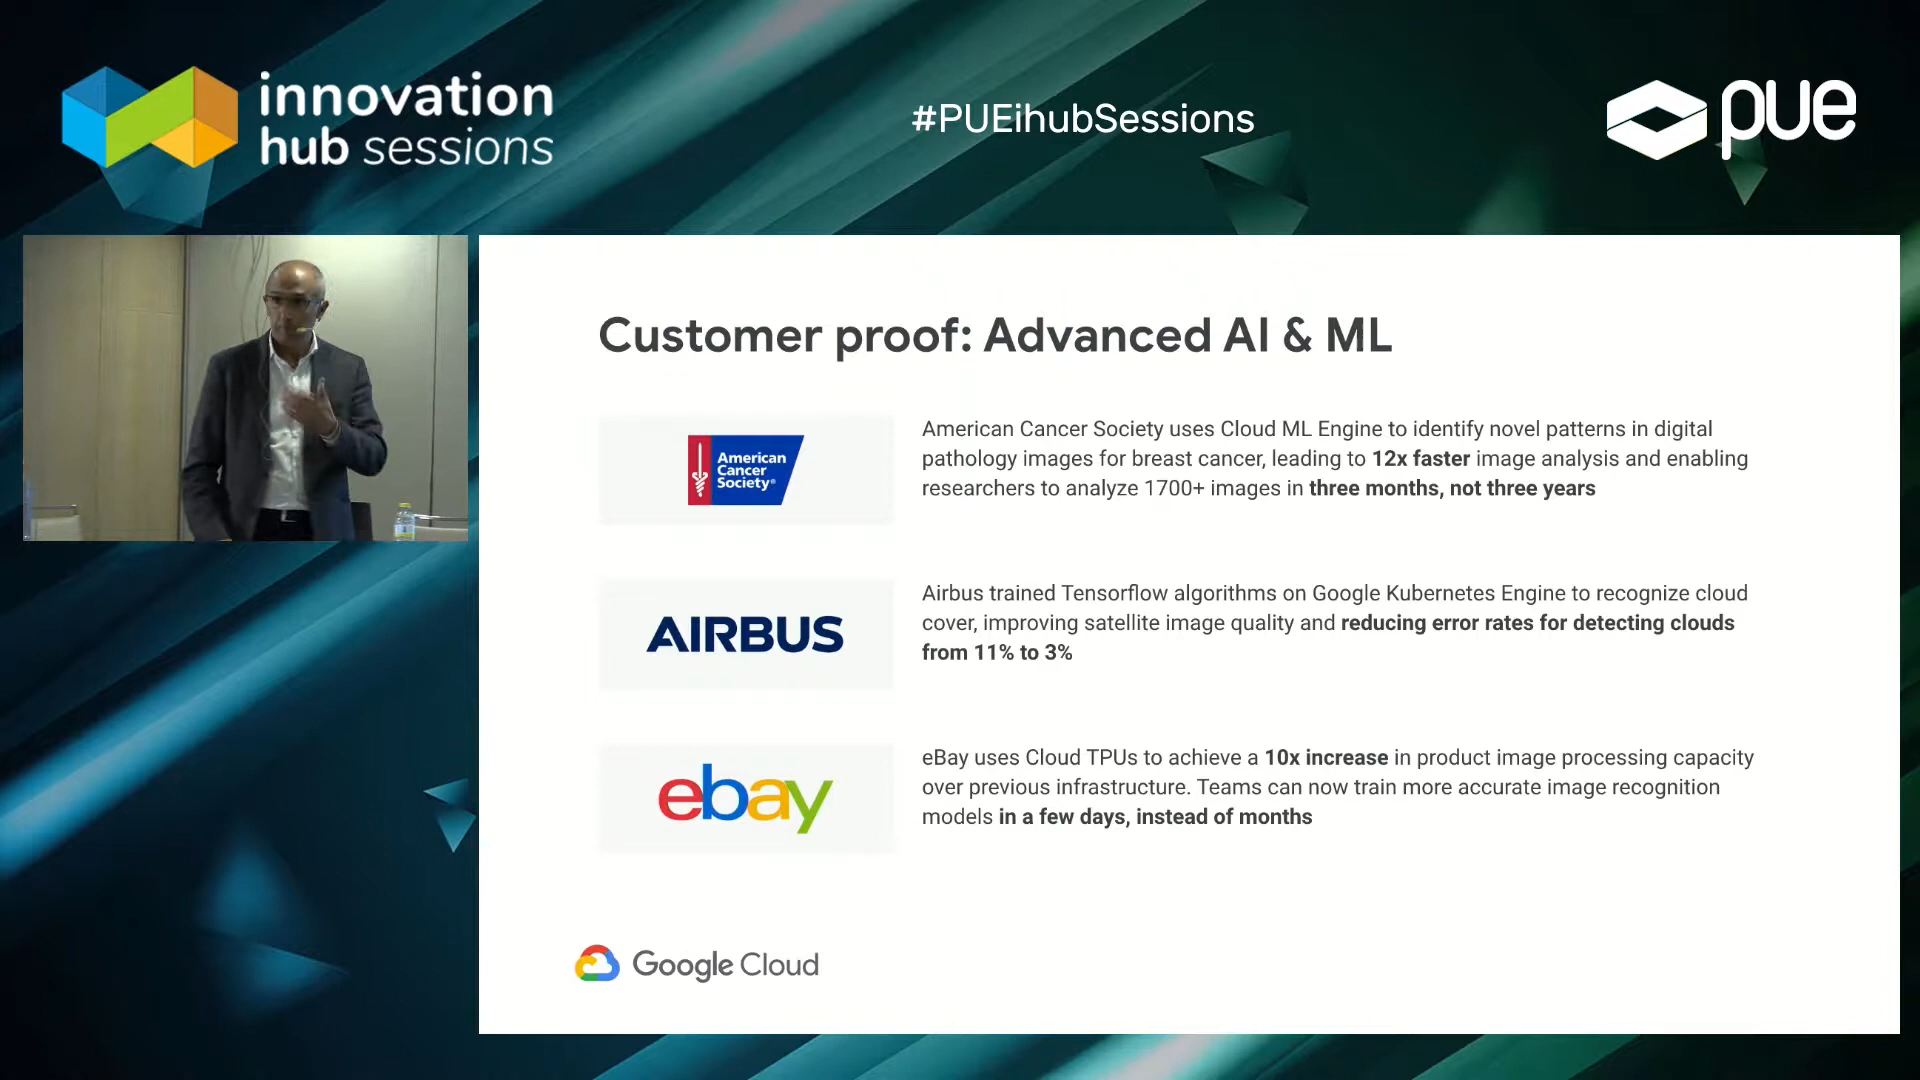 innovation
hub sessions
#PUEihubSessions
pue
Customer proof: Advanced AI & ML
American
Cancer
Society®
American Cancer Society uses Cloud ML Engine to identify novel patterns in digital
pathology images for breast cancer, leading to 12x faster image analysis and enabling
researchers to analyze 1700+ images in three months, not three years
AIRBUS
Airbus trained Tensorflow algorithms on Google Kubernetes Engine to recognize cloud
cover, improving satellite image quality and reducing error rates for detecting clouds
from 11% to 3%
ebay
eBay uses Cloud TPUs to achieve a 10x increase in product image processing capacity
over previous infrastructure. Teams can now train more accurate image recognition
models in a few days, instead of months
Google Cloud